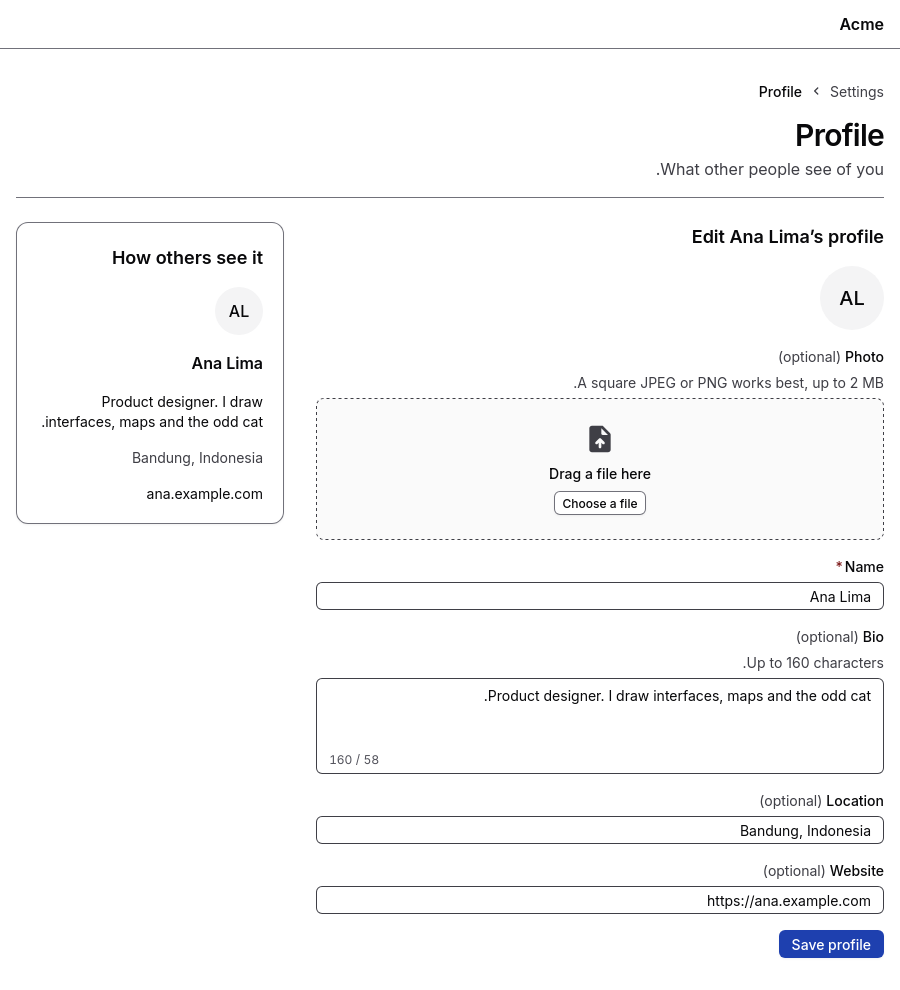 Acme
Settings › Profile
Profile
What other people see of you.
Edit Ana Lima’s profile
AL
Photo (optional)
A square JPEG or PNG works best, up to 2 MB.
Drag a file here
Choose a file
Name *
Ana Lima
Bio (optional)
Up to 160 characters.
Product designer. I draw interfaces, maps and the odd cat.
58 / 160
Location (optional)
Bandung, Indonesia
Website (optional)
https://ana.example.com
Save profile
How others see it
AL
Ana Lima
Product designer. I draw
interfaces, maps and the odd cat.
Bandung, Indonesia
ana.example.com